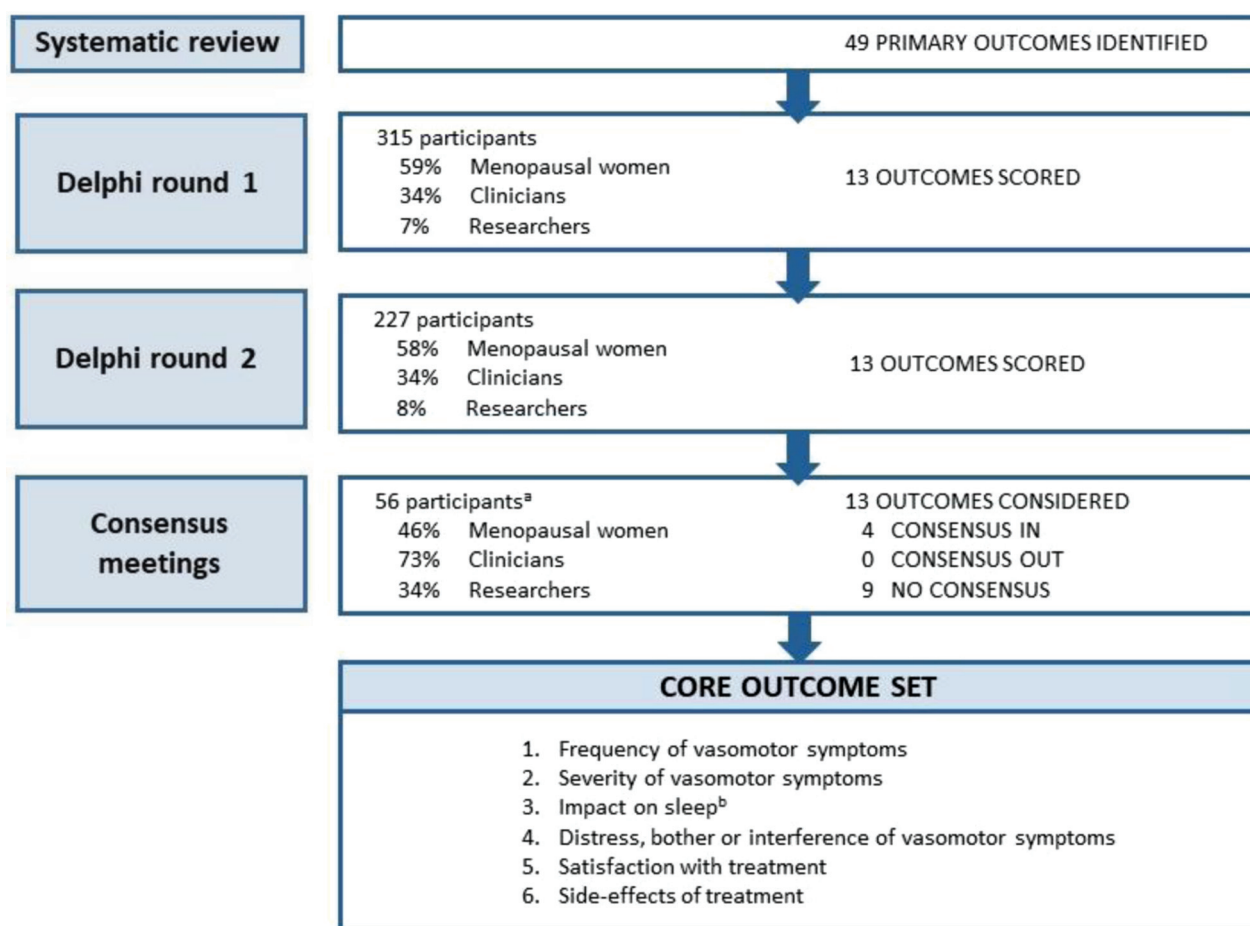 Systematic review
49 PRIMARY OUTCOMES IDENTIFIED
Delphi round 1
315 participants
59% Menopausal women
34% Clinicians
7% Researchers
13 OUTCOMES SCORED
Delphi round 2
227 participants
58% Menopausal women
34% Clinicians
8% Researchers
13 OUTCOMES SCORED
Consensus
meetings
56 participantsᵃ
46% Menopausal women
73% Clinicians
34% Researchers
13 OUTCOMES CONSIDERED
4 CONSENSUS IN
0 CONSENSUS OUT
9 NO CONSENSUS
CORE OUTCOME SET
1. Frequency of vasomotor symptoms
2. Severity of vasomotor symptoms
3. Impact on sleepᵇ
4. Distress, bother or interference of vasomotor symptoms
5. Satisfaction with treatment
6. Side-effects of treatment